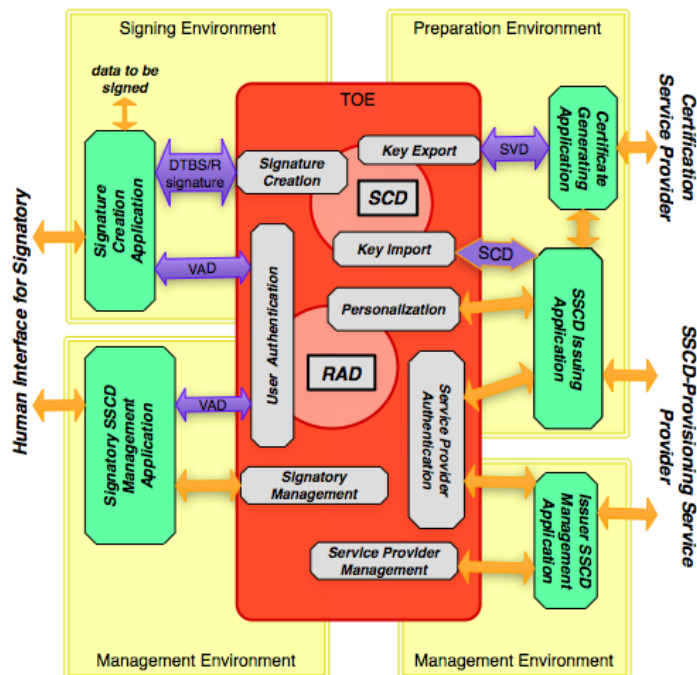 Signing Environment
Preparation Environment
data to be
signed
TOE
Certificate
Generating
Application
Certification
Service Provider
Key Export
SVD
DTBS/R
signature
Signature
Creation
SCD
Signature
Creation
Application
Key Import
SCD
Human Interface for Signatory
VAD
User Authentication
Personalization
SSCD Issuing
Application
RAD
Service Provider
Authentication
SSCD-Provisioning Service
Provider
Signatory SSCD
Management
Application
VAD
Signatory
Management
Issuer SSCD
Management
Application
Service Provider
Management
Management Environment
Management Environment